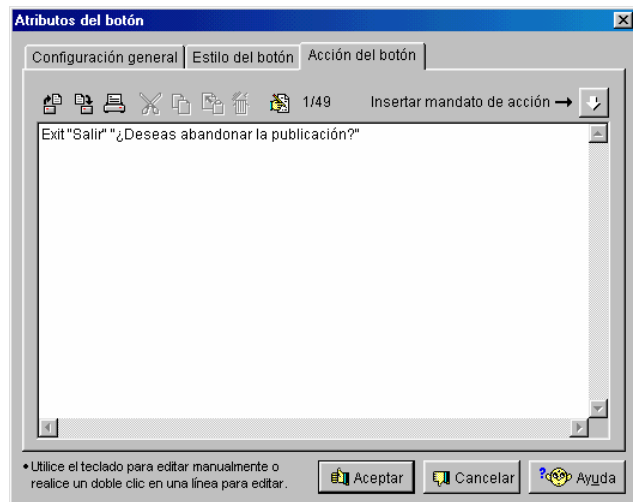 Atributos del botón
Configuración general Estilo del botón Acción del botón
1/49 Insertar mandato de acción
Exit "Salir" "¿Deseas abandonar la publicación?"
• Utilice el teclado para editar manualmente o
realice un doble clic en una línea para editar.
Aceptar Cancelar Ayuda